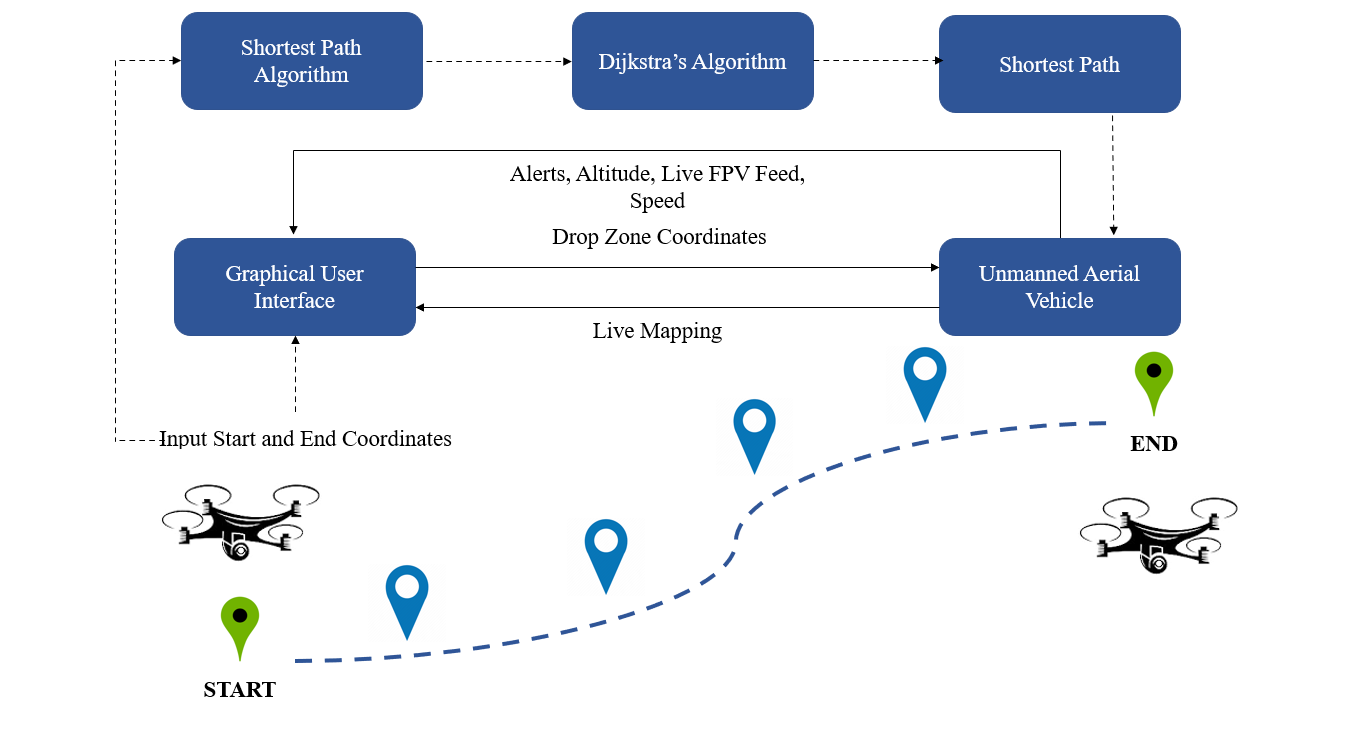 Shortest Path
Algorithm
Dijkstra’s Algorithm
Shortest Path
Alerts, Altitude, Live FPV Feed,
Speed
Drop Zone Coordinates
Graphical User
Interface
Unmanned Aerial
Vehicle
Live Mapping
Input Start and End Coordinates
END
START